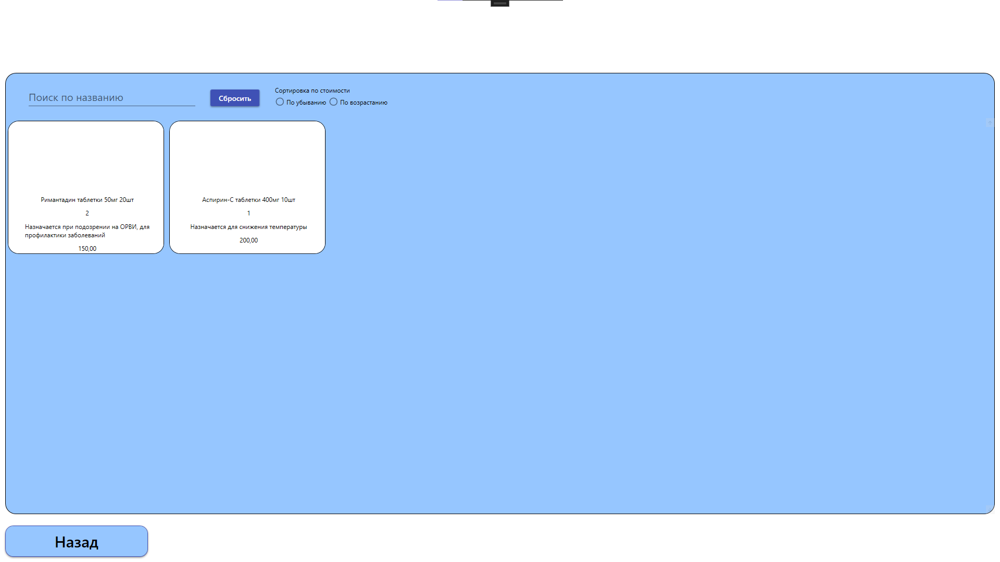 Поиск по названию
Сбросить
Сортировка по стоимости
По убыванию
По возрастанию
Римантадин таблетки 50мг 20шт
2
Назначается при подозрении на ОРВИ, для
профилактики заболеваний
150,00
Аспирин-С таблетки 400мг 10шт
1
Назначается для снижения температуры
200,00
Назад